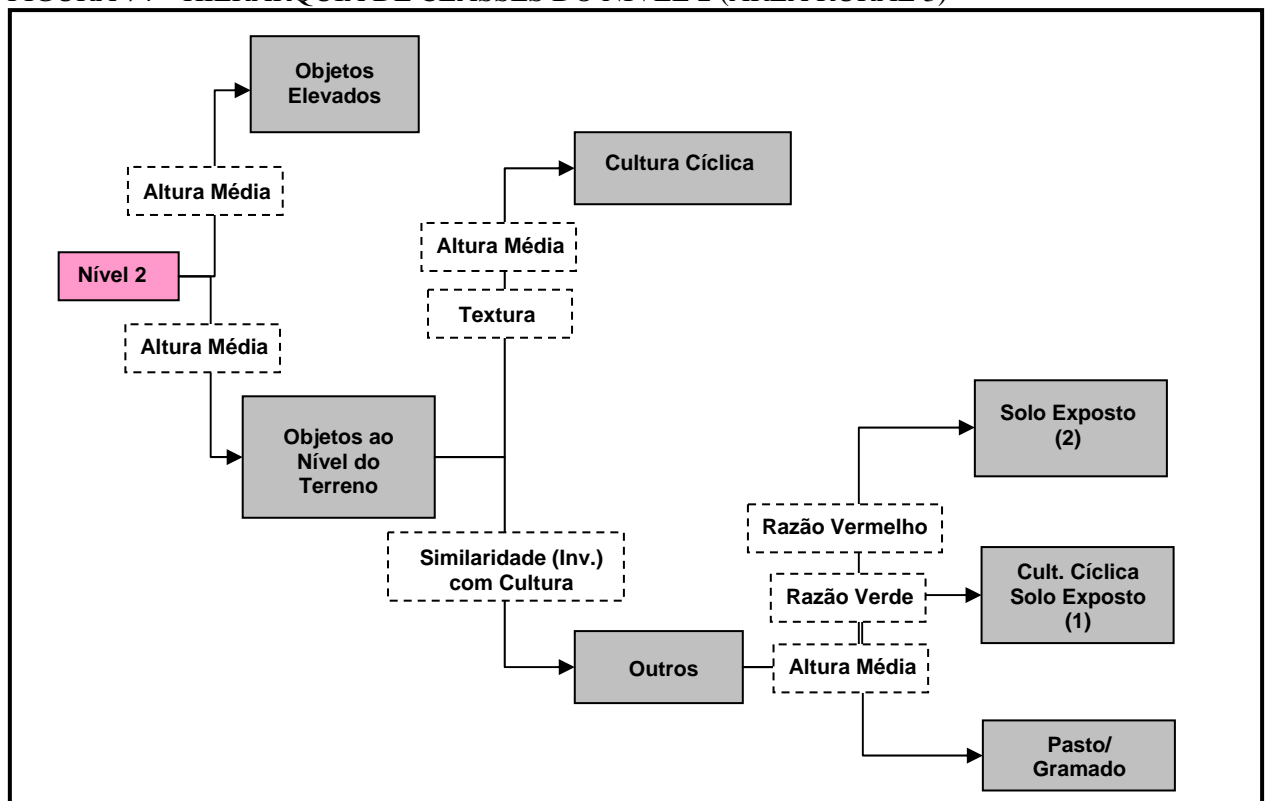 Objetos
Elevados
Cultura Cíclica
Altura Média
Altura Média
Nível 2
Textura
Altura Média
Solo Exposto
(2)
Objetos ao
Nível do
Terreno
Razão Vermelho
Similaridade (Inv.)
com Cultura
Cult. Cíclica
Solo Exposto
(1)
Razão Verde
Outros
Altura Média
Pasto/
Gramado